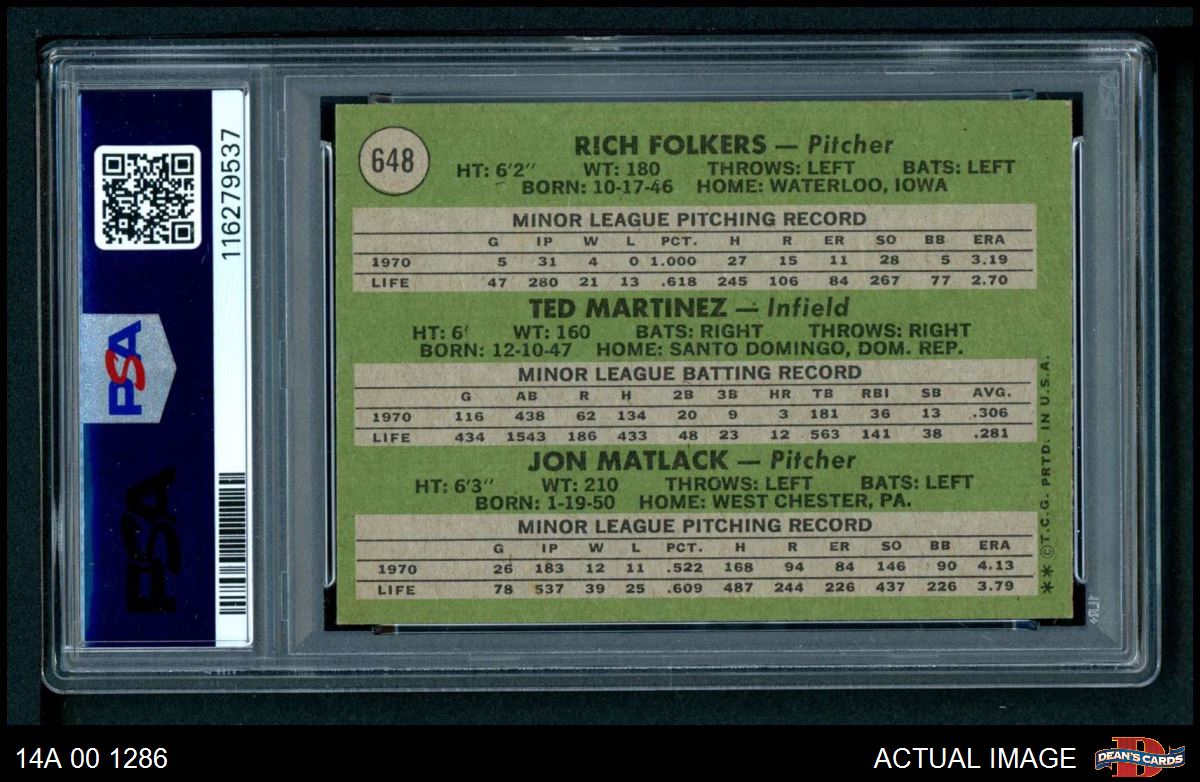 116279537
PSA
PSA
648
RICH FOLKERS — Pitcher
HT: 6'2" WT: 180 THROWS: LEFT BATS: LEFT
BORN: 10-17-46 HOME: WATERLOO, IOWA
MINOR LEAGUE PITCHING RECORD
G IP W L PCT. H R ER SO BB ERA
1970 5 31 4 0 1.000 27 15 11 28 5 3.19
LIFE 47 280 21 13 .618 245 106 84 267 77 2.70
TED MARTINEZ — Infield
HT: 6' WT: 160 BATS: RIGHT THROWS: RIGHT
BORN: 12-10-47 HOME: SANTO DOMINGO, DOM. REP.
MINOR LEAGUE BATTING RECORD
G AB R H 2B 3B HR TB RBI SB AVG.
1970 116 438 62 134 20 9 3 181 36 13 .306
LIFE 434 1543 186 433 48 23 12 563 141 38 .281
JON MATLACK — Pitcher
HT: 6'3" WT: 210 THROWS: LEFT BATS: LEFT
BORN: 1-19-50 HOME: WEST CHESTER, PA.
MINOR LEAGUE PITCHING RECORD
G IP W L PCT. H R ER SO BB ERA
1970 26 183 12 11 .522 168 94 84 146 90 4.13
LIFE 78 537 39 25 .609 487 244 226 437 226 3.79
**©T.C.G. PRTD. IN U.S.A.
14A 00 1286
ACTUAL IMAGE
D
DEAN'S CARDS